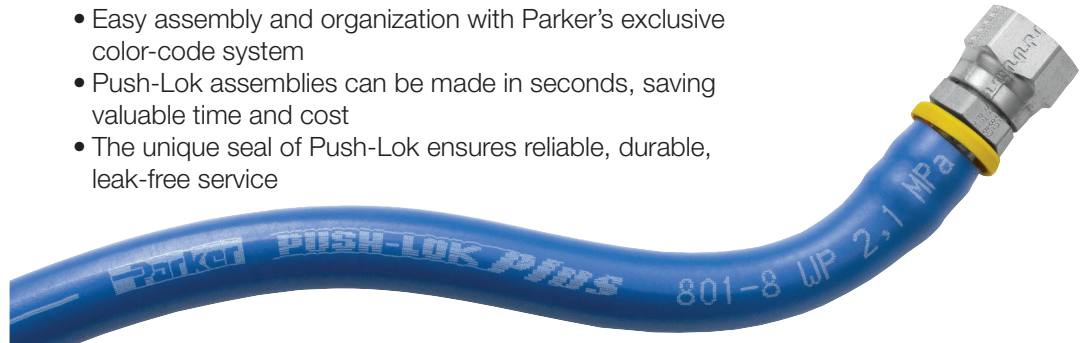 • Easy assembly and organization with Parker’s exclusive
color-code system
• Push-Lok assemblies can be made in seconds, saving
valuable time and cost
• The unique seal of Push-Lok ensures reliable, durable,
leak-free service
Parker PUSH-LOK plus 801-8 WP 2,1 MPa